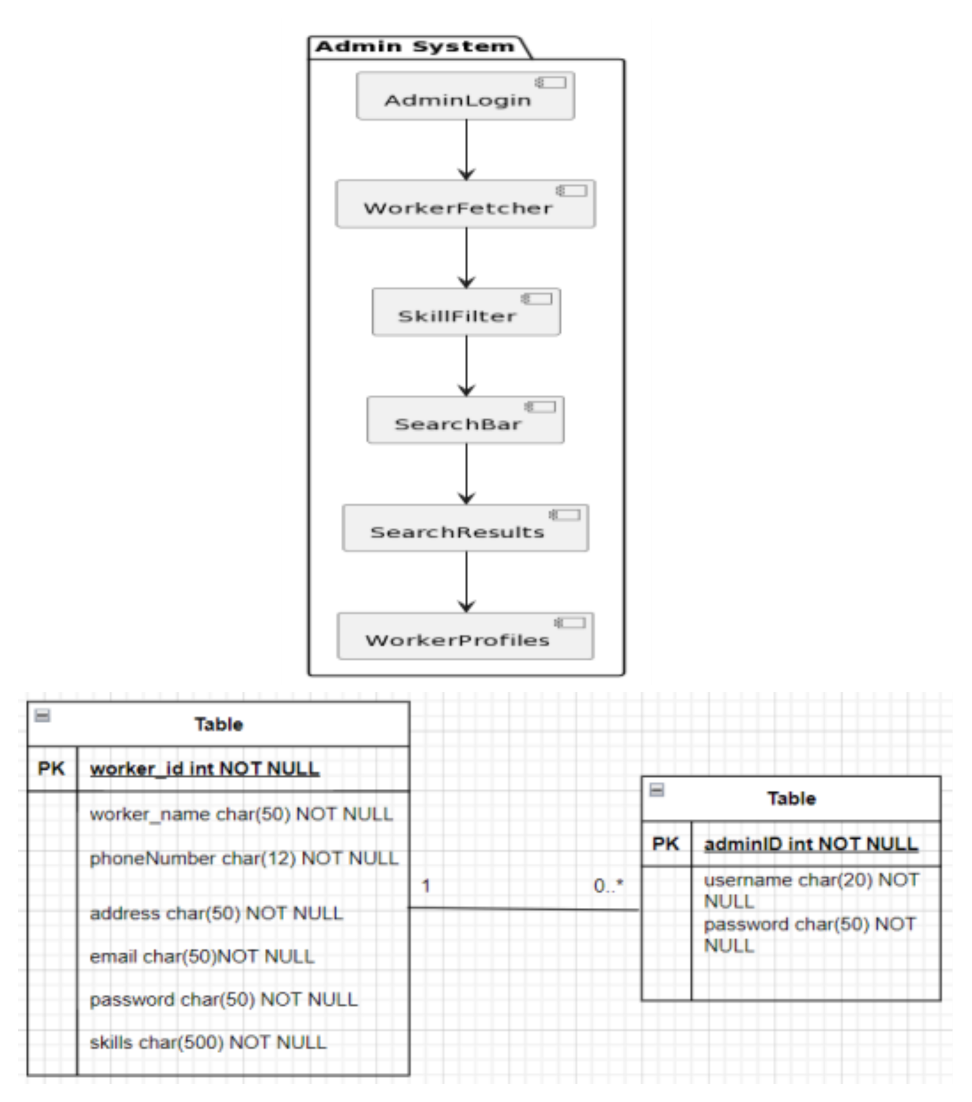 Admin System
AdminLogin
WorkerFetcher
SkillFilter
SearchBar
SearchResults
WorkerProfiles
Table
PK worker_id int NOT NULL
worker_name char(50) NOT NULL
phoneNumber char(12) NOT NULL
address char(50) NOT NULL
email char(50)NOT NULL
password char(50) NOT NULL
skills char(500) NOT NULL
1 0..*
Table
PK adminID int NOT NULL
username char(20) NOT
NULL
password char(50) NOT
NULL